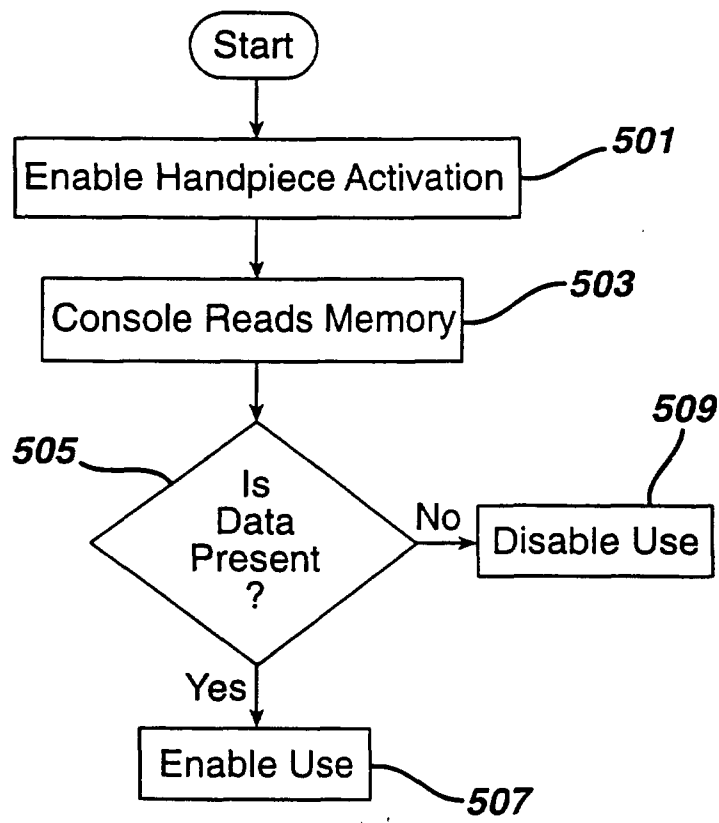 Start
501
Enable Handpiece Activation
503
Console Reads Memory
509
505
Is
Data
Present
?
No
Disable Use
Yes
Enable Use
507